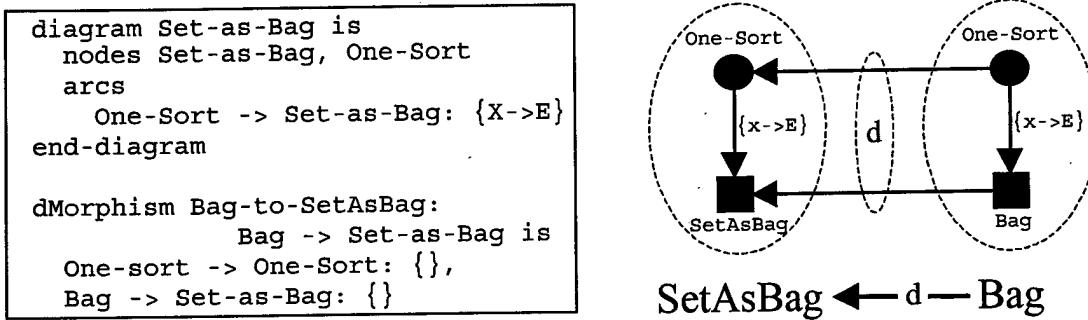 diagram Set-as-Bag is
nodes Set-as-Bag, One-Sort
arcs
One-Sort -> Set-as-Bag: {X->E}
end-diagram
dMorphism Bag-to-SetAsBag:
Bag -> Set-as-Bag is
One-sort -> One-Sort: {},
Bag -> Set-as-Bag: {}
One-Sort
One-Sort
{x->E}
d
{x->E}
SetAsBag
Bag
SetAsBag d Bag